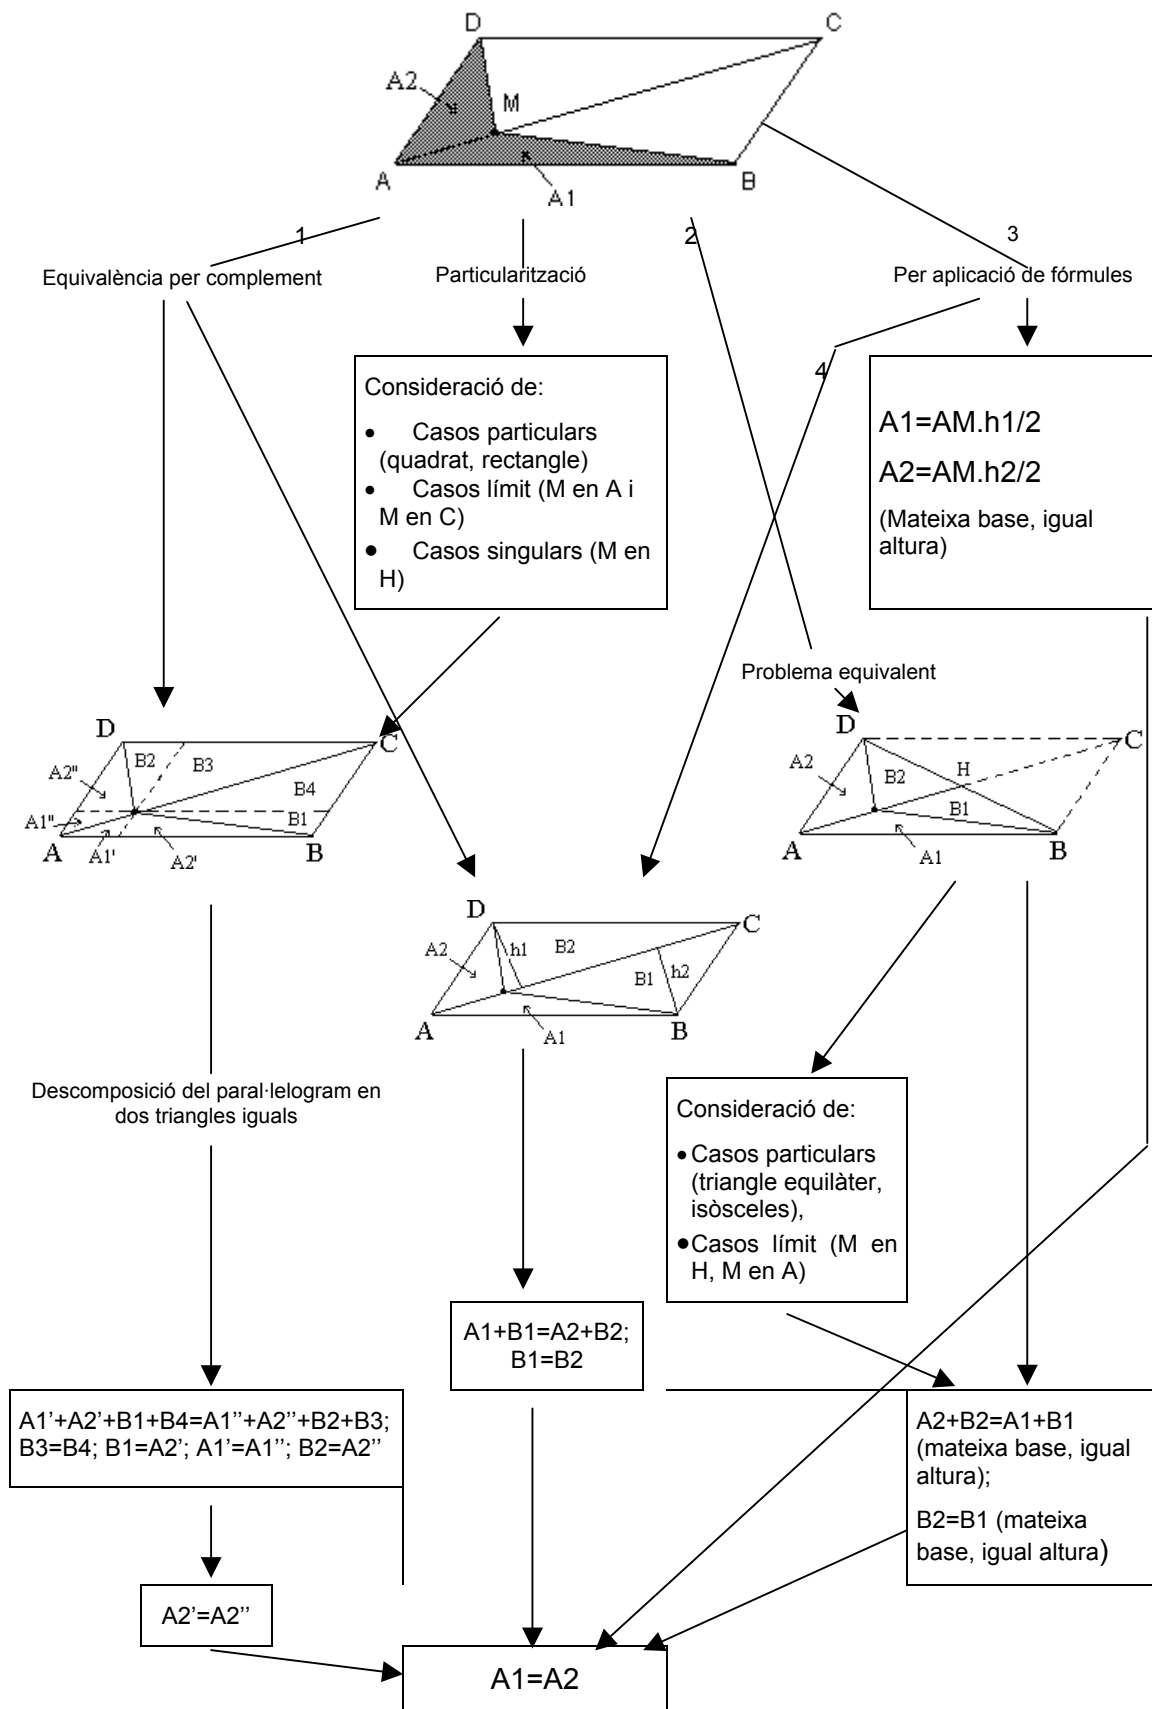 D
C
A2
M
A
A1
B
1
2
3
Equivalència per complement
Particularització
Per aplicació de fórmules
4
Consideració de:
• Casos particulars
(quadrat, rectangle)
• Casos límit (M en A i
M en C)
• Casos singulars (M en
H)
A1=AM.h1/2
A2=AM.h2/2
(Mateixa base, igual
altura)
Problema equivalent
D
C
B2
B3
A2''
B4
A1''
B1
A
A1'
A2'
B
D
C
A2
B2
H
B1
A
A1
B
D
C
A2
h1
B2
B1
h2
A
A1
B
Descomposició del paral·lelogram en
dos triangles iguals
Consideració de:
• Casos particulars
(triangle equilàter,
isòsceles),
• Casos límit (M en
H, M en A)
A1+B1=A2+B2;
B1=B2
A1’+A2’+B1+B4=A1’’+A2’’+B2+B3;
B3=B4; B1=A2’; A1’=A1’’; B2=A2’’
A2+B2=A1+B1
(mateixa base, igual
altura);
B2=B1 (mateixa
base, igual altura)
A2’=A2’’
A1=A2